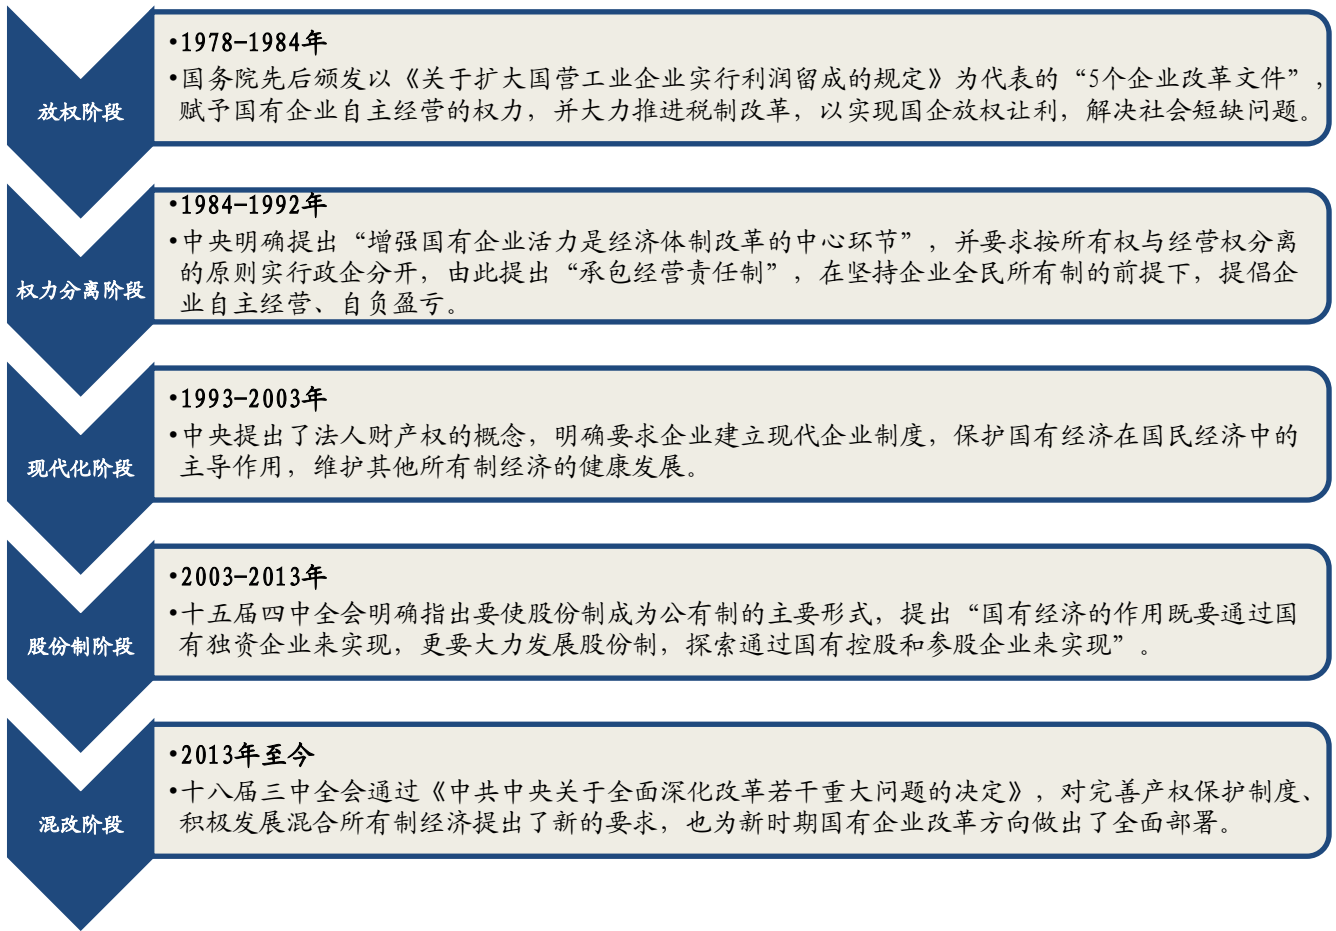 放权阶段
•1978-1984年
•国务院先后颁发以《关于扩大国营工业企业实行利润留成的规定》为代表的“5个企业改革文件”，
赋予国有企业自主经营的权力，并大力推进税制改革，以实现国企放权让利，解决社会短缺问题。
权力分离阶段
•1984-1992年
•中央明确提出“增强国有企业活力是经济体制改革的中心环节”，并要求按所有权与经营权分离
的原则实行政企分开，由此提出“承包经营责任制”，在坚持企业全民所有制的前提下，提倡企
业自主经营、自负盈亏。
现代化阶段
•1993-2003年
•中央提出了法人财产权的概念，明确要求企业建立现代企业制度，保护国有经济在国民经济中的
主导作用，维护其他所有制经济的健康发展。
股份制阶段
•2003-2013年
•十五届四中全会明确指出要使股份制成为公有制的主要形式，提出“国有经济的作用既要通过国
有独资企业来实现，更要大力发展股份制，探索通过国有控股和参股企业来实现”。
混改阶段
•2013年至今
•十八届三中全会通过《中共中央关于全面深化改革若干重大问题的决定》，对完善产权保护制度、
积极发展混合所有制经济提出了新的要求，也为新时期国有企业改革方向做出了全面部署。